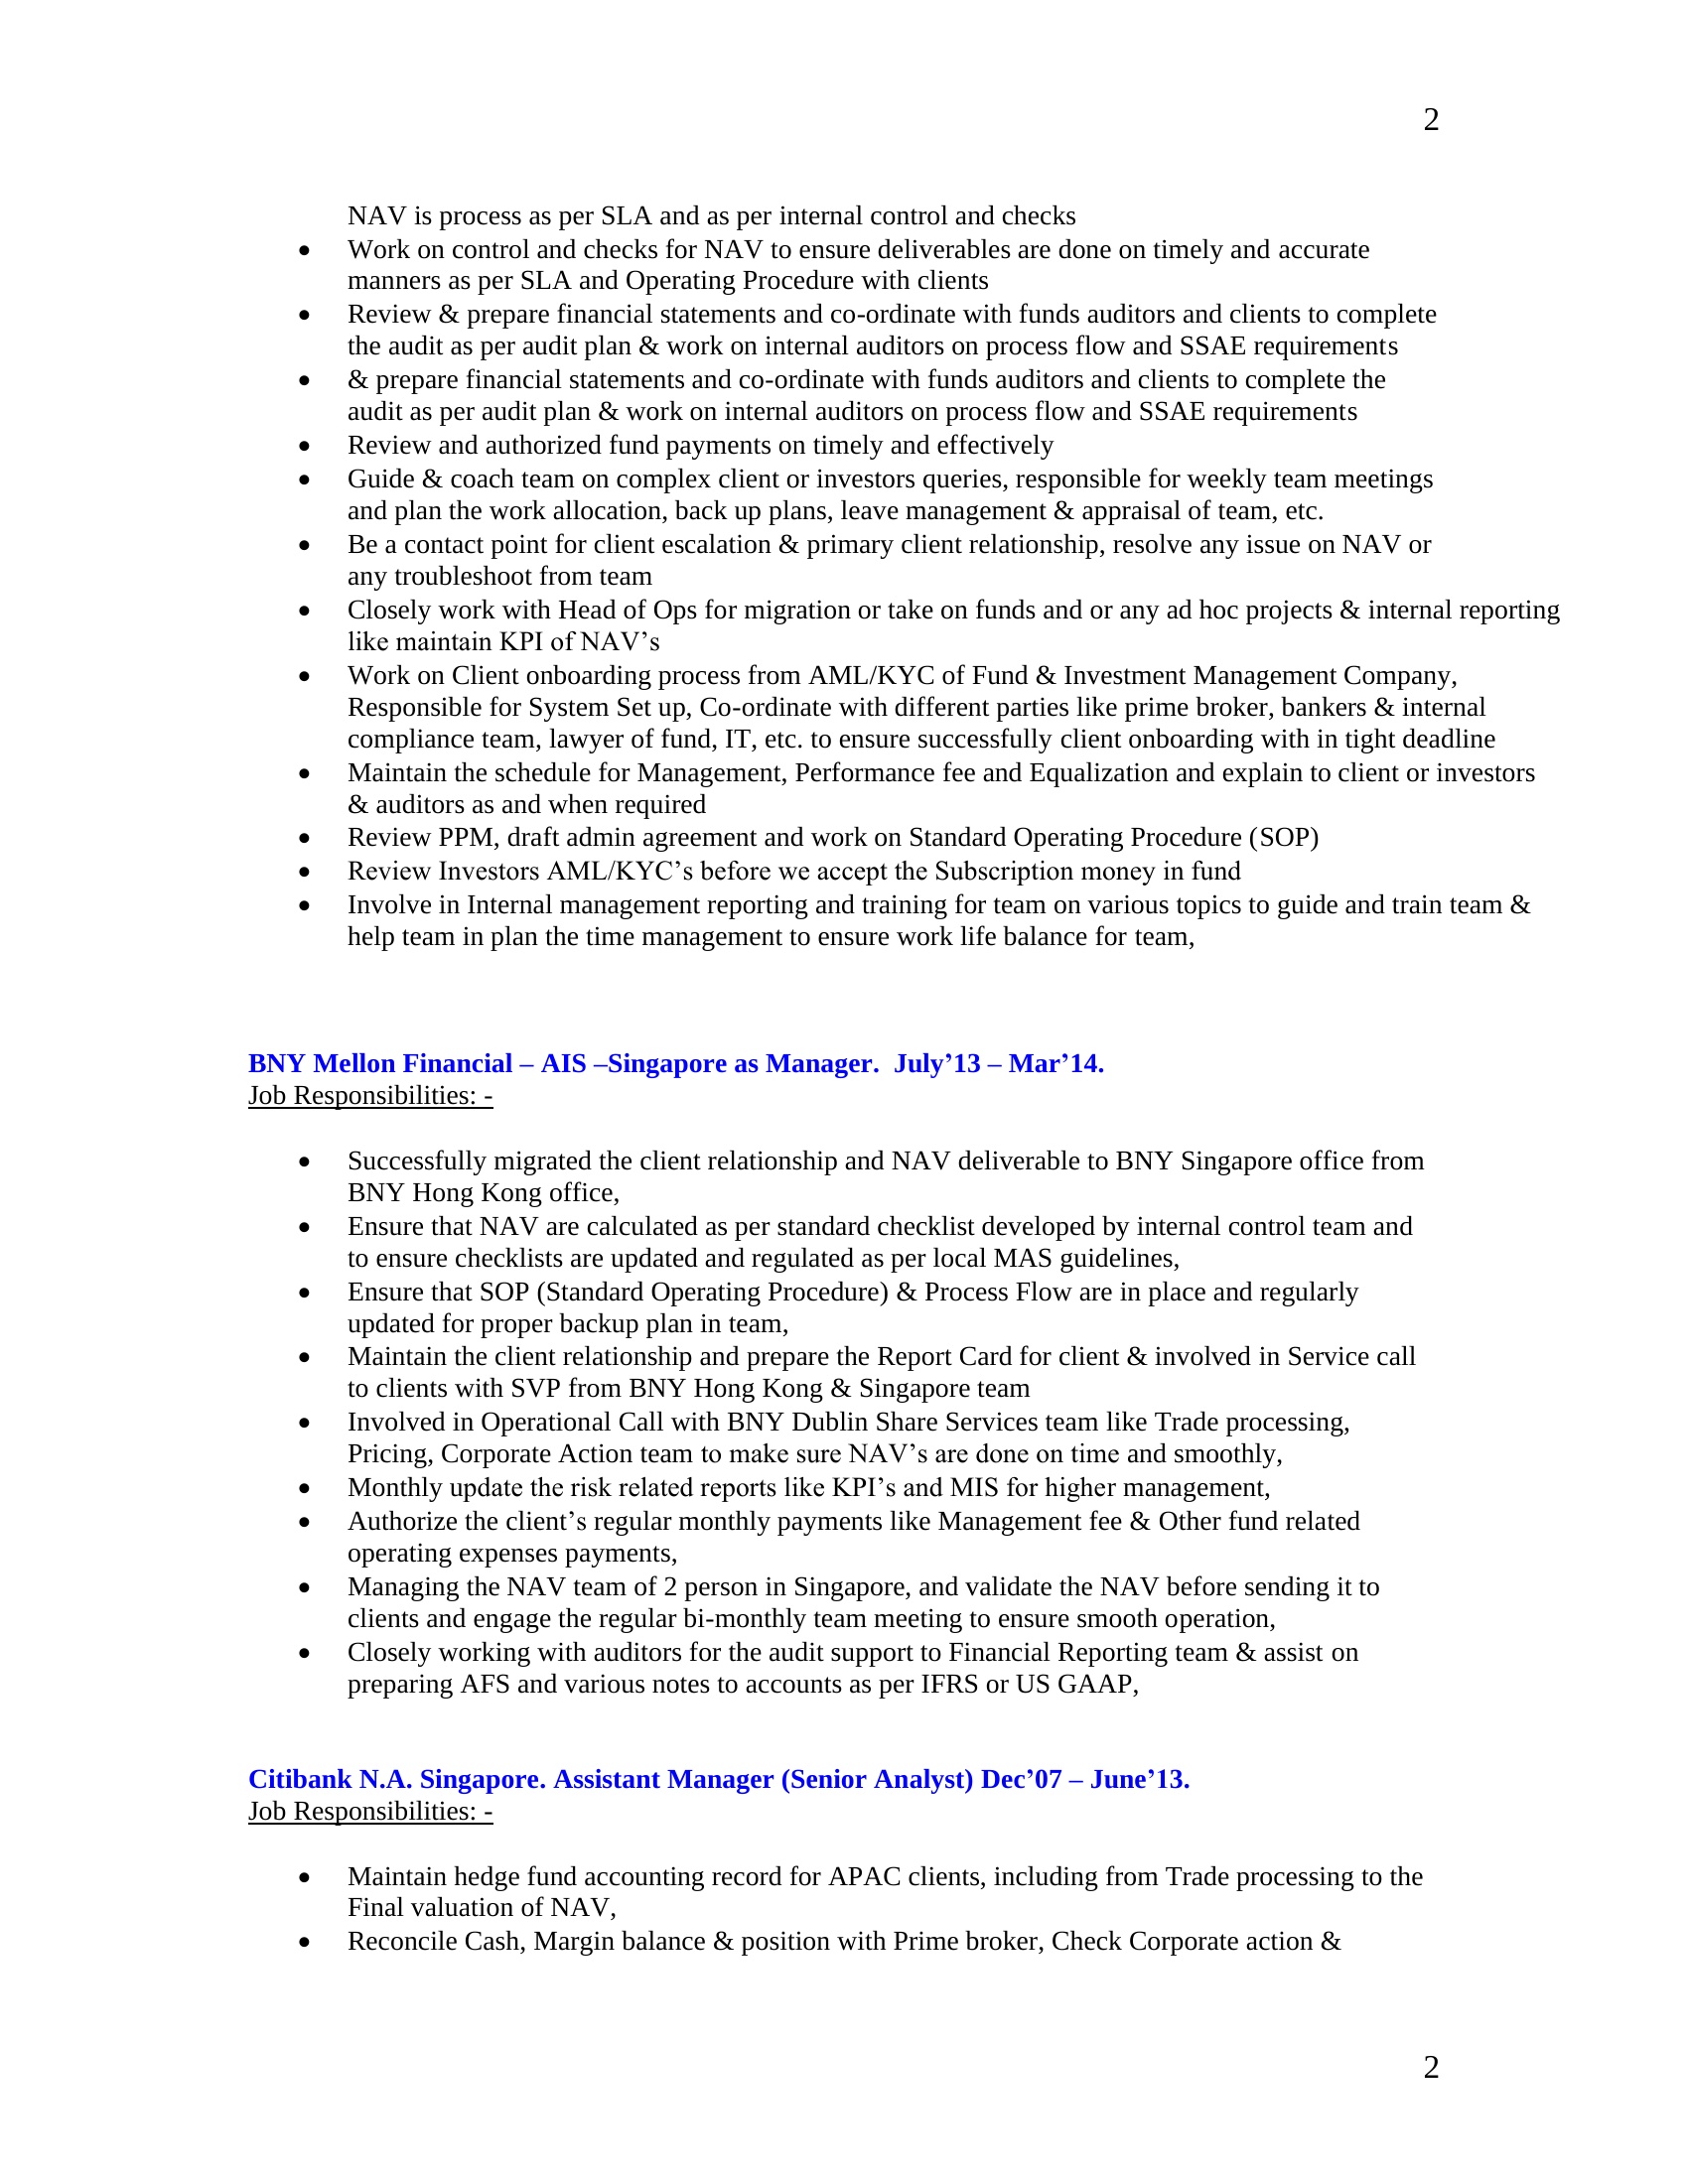 2
NAV is process as per SLA and as per internal control and checks
• Work on control and checks for NAV to ensure deliverables are done on timely and accurate
manners as per SLA and Operating Procedure with clients
• Review & prepare financial statements and co-ordinate with funds auditors and clients to complete
the audit as per audit plan & work on internal auditors on process flow and SSAE requirements
• & prepare financial statements and co-ordinate with funds auditors and clients to complete the
audit as per audit plan & work on internal auditors on process flow and SSAE requirements
• Review and authorized fund payments on timely and effectively
• Guide & coach team on complex client or investors queries, responsible for weekly team meetings
and plan the work allocation, back up plans, leave management & appraisal of team, etc.
• Be a contact point for client escalation & primary client relationship, resolve any issue on NAV or
any troubleshoot from team
• Closely work with Head of Ops for migration or take on funds and or any ad hoc projects & internal reporting
like maintain KPI of NAV’s
• Work on Client onboarding process from AML/KYC of Fund & Investment Management Company,
Responsible for System Set up, Co-ordinate with different parties like prime broker, bankers & internal
compliance team, lawyer of fund, IT, etc. to ensure successfully client onboarding with in tight deadline
• Maintain the schedule for Management, Performance fee and Equalization and explain to client or investors
& auditors as and when required
• Review PPM, draft admin agreement and work on Standard Operating Procedure (SOP)
• Review Investors AML/KYC’s before we accept the Subscription money in fund
• Involve in Internal management reporting and training for team on various topics to guide and train team &
help team in plan the time management to ensure work life balance for team,
BNY Mellon Financial – AIS –Singapore as Manager.  July’13 – Mar’14.
Job Responsibilities: -
• Successfully migrated the client relationship and NAV deliverable to BNY Singapore office from
BNY Hong Kong office,
• Ensure that NAV are calculated as per standard checklist developed by internal control team and
to ensure checklists are updated and regulated as per local MAS guidelines,
• Ensure that SOP (Standard Operating Procedure) & Process Flow are in place and regularly
updated for proper backup plan in team,
• Maintain the client relationship and prepare the Report Card for client & involved in Service call
to clients with SVP from BNY Hong Kong & Singapore team
• Involved in Operational Call with BNY Dublin Share Services team like Trade processing,
Pricing, Corporate Action team to make sure NAV’s are done on time and smoothly,
• Monthly update the risk related reports like KPI’s and MIS for higher management,
• Authorize the client’s regular monthly payments like Management fee & Other fund related
operating expenses payments,
• Managing the NAV team of 2 person in Singapore, and validate the NAV before sending it to
clients and engage the regular bi-monthly team meeting to ensure smooth operation,
• Closely working with auditors for the audit support to Financial Reporting team & assist on
preparing AFS and various notes to accounts as per IFRS or US GAAP,
Citibank N.A. Singapore. Assistant Manager (Senior Analyst) Dec’07 – June’13.
Job Responsibilities: -
• Maintain hedge fund accounting record for APAC clients, including from Trade processing to the
Final valuation of NAV,
• Reconcile Cash, Margin balance & position with Prime broker, Check Corporate action &
2